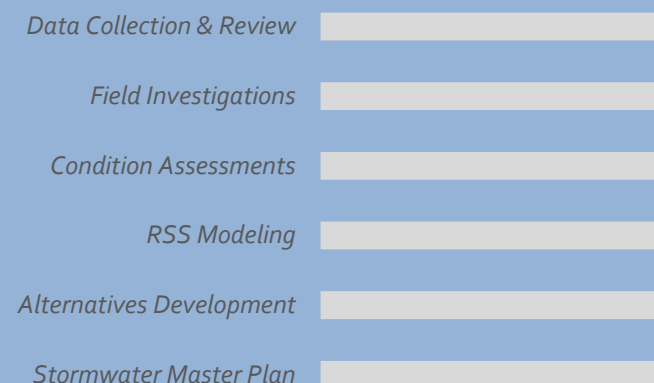 Data Collection & Review
Field Investigations
Condition Assessments
RSS Modeling
Alternatives Development
Stormwater Master Plan